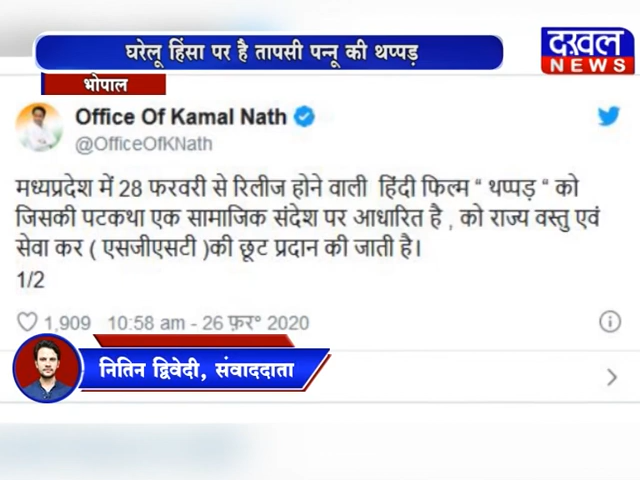 घरेलू हिंसा पर है तापसी पन्नू की थप्पड़
दख़ल
NEWS
भोपाल
Office Of Kamal Nath
@OfficeOfKNath
मध्यप्रदेश में 28 फरवरी से रिलीज होने वाली हिंदी फिल्म “ थप्पड़ “ को
जिसकी पटकथा एक सामाजिक संदेश पर आधारित है , को राज्य वस्तु एवं
सेवा कर ( एसजीएसटी )की छूट प्रदान की जाती है।
1/2
1,909 10:58 am - 26 फ़र॰ 2020
नितिन द्विवेदी, संवाददाता